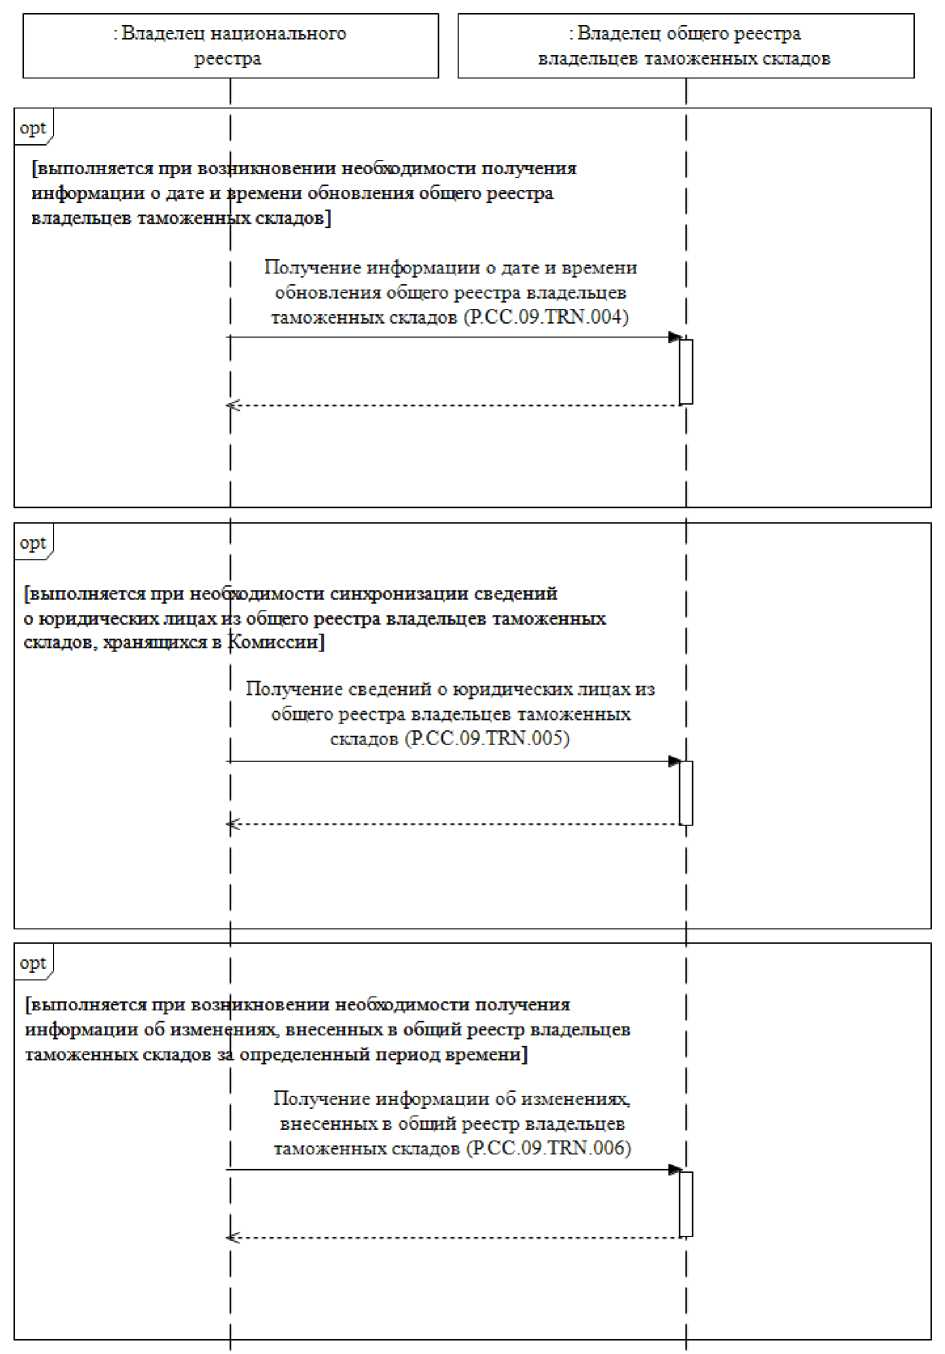 : Владелец национального
реестра
: Владелец общего реестра
владельцев таможенных складов
opt
[выполняется при возникновении необходимости получения
информации о дате и времени обновления общего реестра
владельцев таможенных складов]
Получение информации о дате и времени
обновления общего реестра владельцев
таможенных складов (P.CC.09.TRN.004)
opt
[выполняется при необходимости синхронизации сведений
о юридических лицах из общего реестра владельцев таможенных
складов, хранящихся в Комиссии]
Получение сведений о юридических лицах из
общего реестра владельцев таможенных
складов (P.CC.09.TRN.005)
opt
[выполняется при возникновении необходимости получения
информации об изменениях, внесенных в общий реестр владельцев
таможенных складов за определенный период времени]
Получение информации об изменениях,
внесенных в общий реестр владельцев
таможенных складов (P.CC.09.TRN.006)